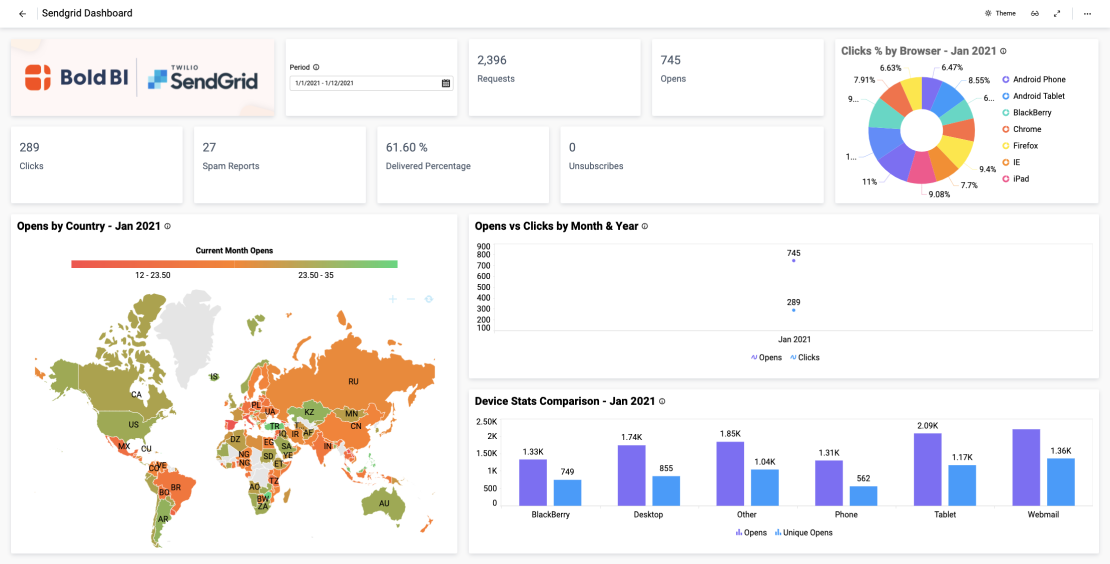 Sendgrid Dashboard
Theme
Bold BI
TWILIO
SendGrid
Period
1/1/2021 - 1/12/2021
2,396
Requests
745
Opens
289
Clicks
27
Spam Reports
61.60 %
Delivered Percentage
0
Unsubscribes
Clicks % by Browser - Jan 2021
6.63%
6.47%
7.91%
8.55%
9...
6...
1...
9.4%
11%
7.7%
9.08%
Android Phone
Android Tablet
BlackBerry
Chrome
Firefox
IE
iPad
Opens by Country - Jan 2021
Current Month Opens
12 - 23.50
23.50 - 35
IS
RU
CA
PL
UA
KZ
MN
US
TR
CN
DZ
IQ
IR
AF
MX
CU
EG
SA
IN
NG
SD
YE
NG
ET
CO
VE
TZ
BR
AO
BO
BW
ZA
AU
AR
Opens vs Clicks by Month & Year
900
800
700
600
500
400
300
200
100
745
289
Jan 2021
Opens
Clicks
Device Stats Comparison - Jan 2021
2.50K
2K
1.50K
1K
500
0
1.33K
749
1.74K
855
1.85K
1.04K
1.31K
562
2.09K
1.17K
1.36K
BlackBerry
Desktop
Other
Phone
Tablet
Webmail
Opens
Unique Opens